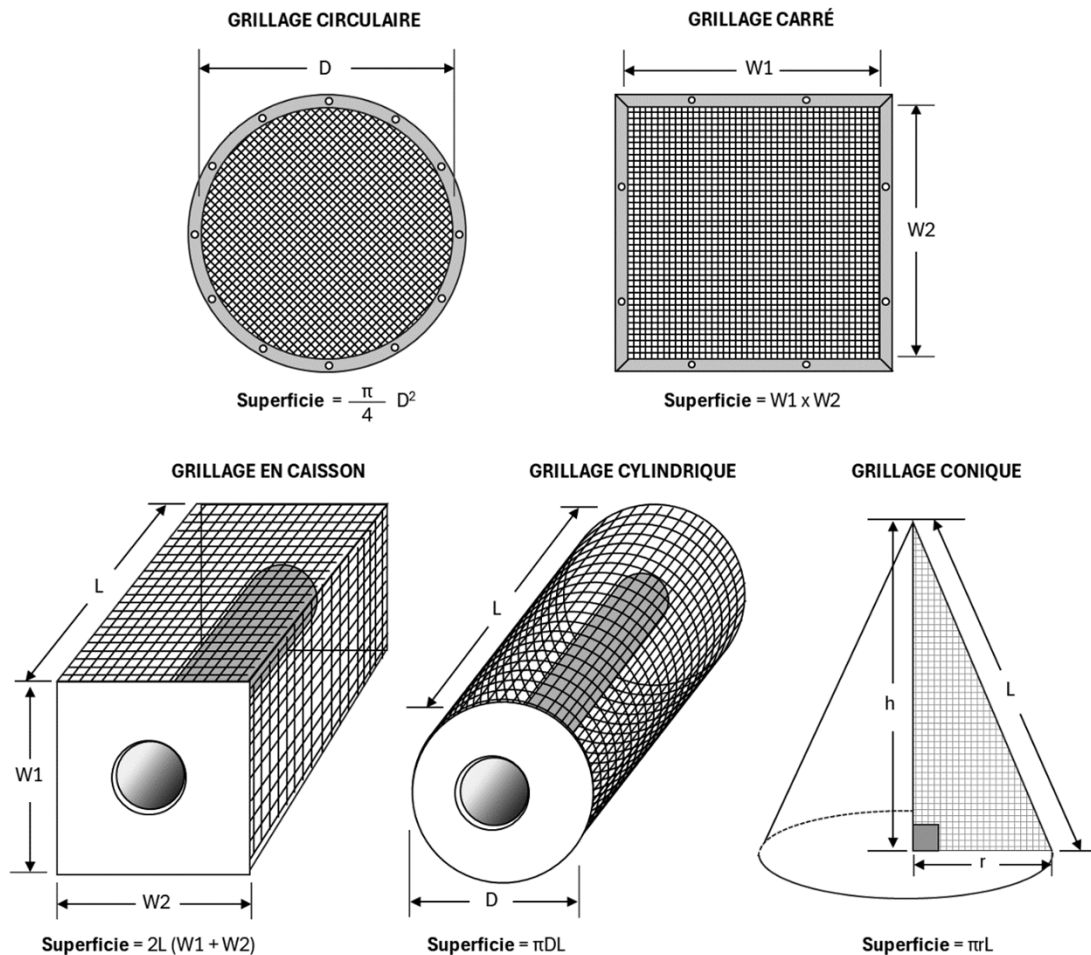 GRILLAGE CIRCULAIRE
GRILLAGE CARRÉ
D
W1
W2
Superficie = π/4 D²
Superficie = W1 x W2
GRILLAGE EN CAISSON
GRILLAGE CYLINDRIQUE
GRILLAGE CONIQUE
L
W1
W2
L
D
h
L
r
Superficie = 2L (W1 + W2)
Superficie = πDL
Superficie = πrL